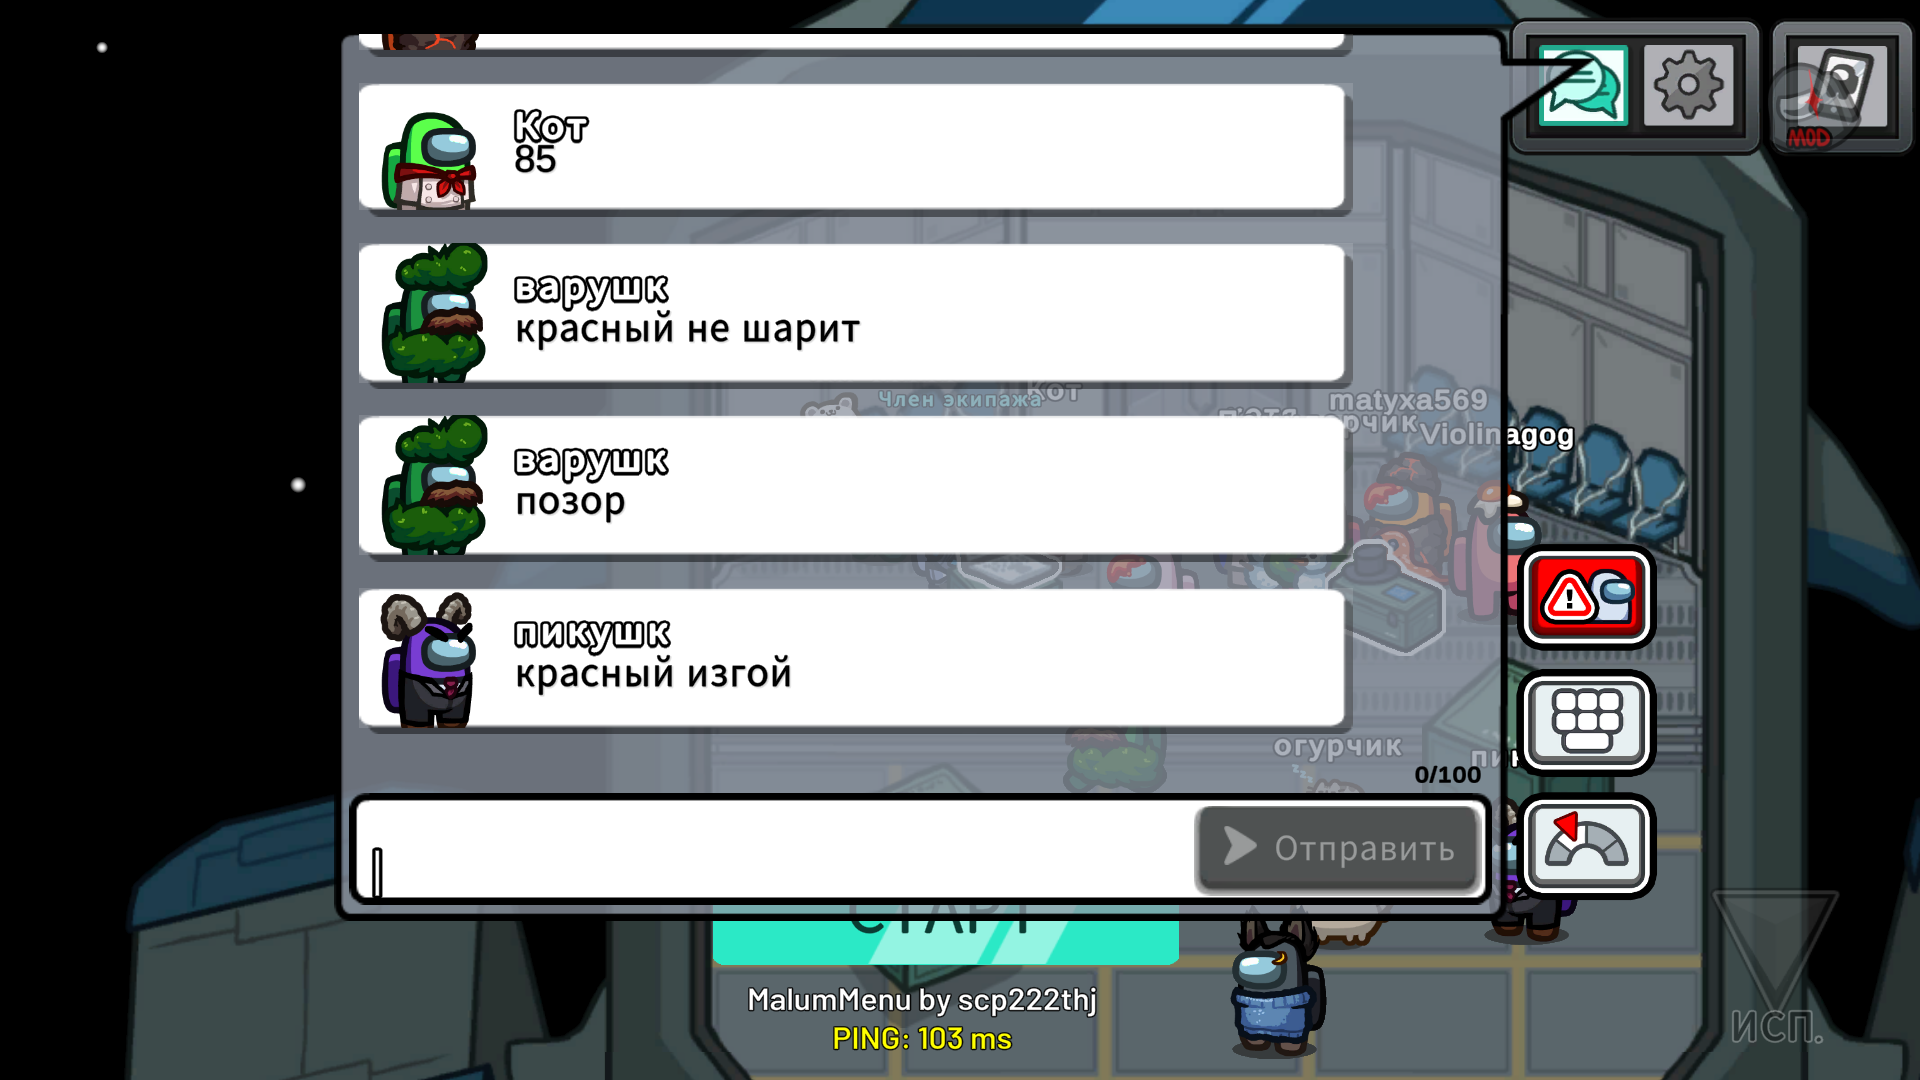 Кот
85
варушк
красный не шарит
Член экипажа
Кот
matyxa569
Violinagog
варушк
позор
пикушк
красный изгой
огурчик
0/100
Отправить
СТАРТ
MalumMenu by scp222thj
PING: 103 ms
MOD
ИСП.